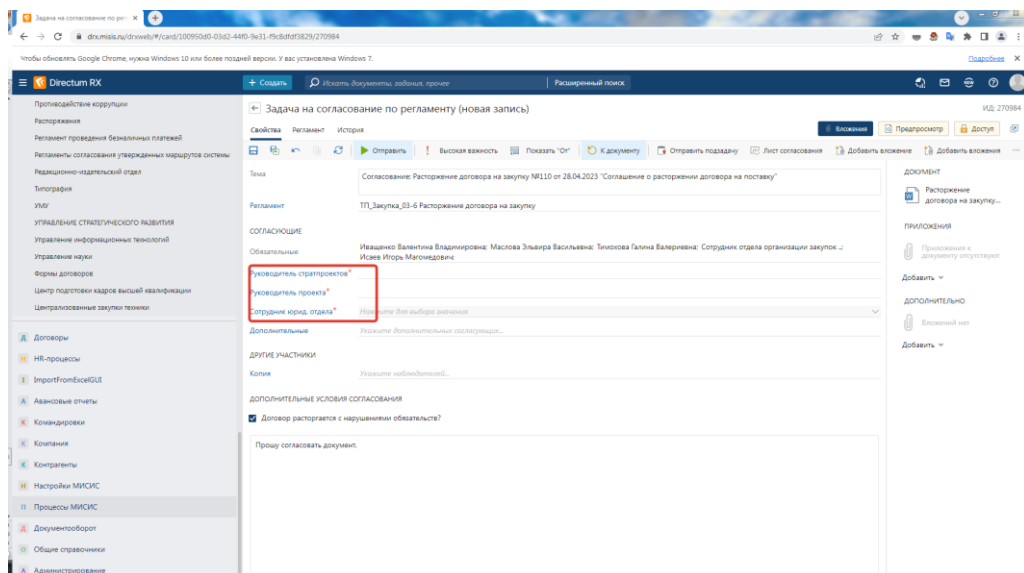 Задача на согласование по рег
drx.misis.ru/drxweb/#/card/100950d0-03d2-44f0-9e31-f9c8dfdf3829/270984
Чтобы обновлять Google Chrome, нужна Windows 10 или более поздней версии. У вас установлена Windows 7.
Подробнее
Directum RX
+ Создать
Искать документы, задания, прочее
Расширенный поиск
Противодействие коррупции
Распоряжения
Регламент проведения безналичных платежей
Регламенты согласования утвержденных маршрутов системы
Редакционно-издательский отдел
Типография
УМУ
УПРАВЛЕНИЕ СТРАТЕГИЧЕСКОГО РАЗВИТИЯ
Управление информационных технологий
Управление науки
Формы договоров
Центр подготовки кадров высшей квалификации
Централизованные закупки техники
Д Договоры
H HR-процессы
I ImportFromExcelGUI
А Авансовые отчеты
К Командировки
К Компания
К Контрагенты
Н Настройки МИСИС
П Процессы МИСИС
Д Документооборот
О Общие справочники
А Администрирование
Задача на согласование по регламенту (новая запись)
ИД: 270984
Свойства Регламент История
Вложения Предпросмотр Доступ
Отправить Высокая важность Показать "От" К документу Отправить подзадачу Лист согласования Добавить вложение Добавить вложения
Тема
Согласование: Расторжение договора на закупку №110 от 28.04.2023 "Соглашение о расторжении договора на поставку"
Регламент
ТП_Закупка_03-6 Расторжение договора на закупку
СОГЛАСУЮЩИЕ
Обязательные
Иващенко Валентина Владимировна; Маслова Эльвира Васильевна; Тимохова Галина Валериевна; Сотрудник отдела организации закупок ..;
Исаев Игорь Магомедович;
Руководитель стратпроектов*
Руководитель проекта*
Сотрудник юрид. отдела*
Нажмите для выбора значения
Дополнительные
Укажите дополнительных согласующих...
ДРУГИЕ УЧАСТНИКИ
Копия
Укажите наблюдателей...
ДОПОЛНИТЕЛЬНЫЕ УСЛОВИЯ СОГЛАСОВАНИЯ
Договор расторгается с нарушениями обязательств?
Прошу согласовать документ.
ДОКУМЕНТ
Расторжение
договора на закупку...
ПРИЛОЖЕНИЯ
Приложения к
документу отсутствуют
Добавить
ДОПОЛНИТЕЛЬНО
Вложений нет
Добавить